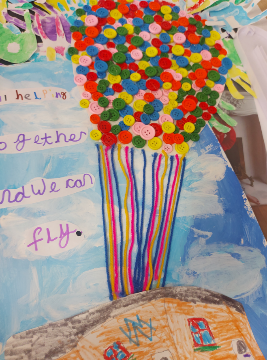 helping
together
and we can
fly